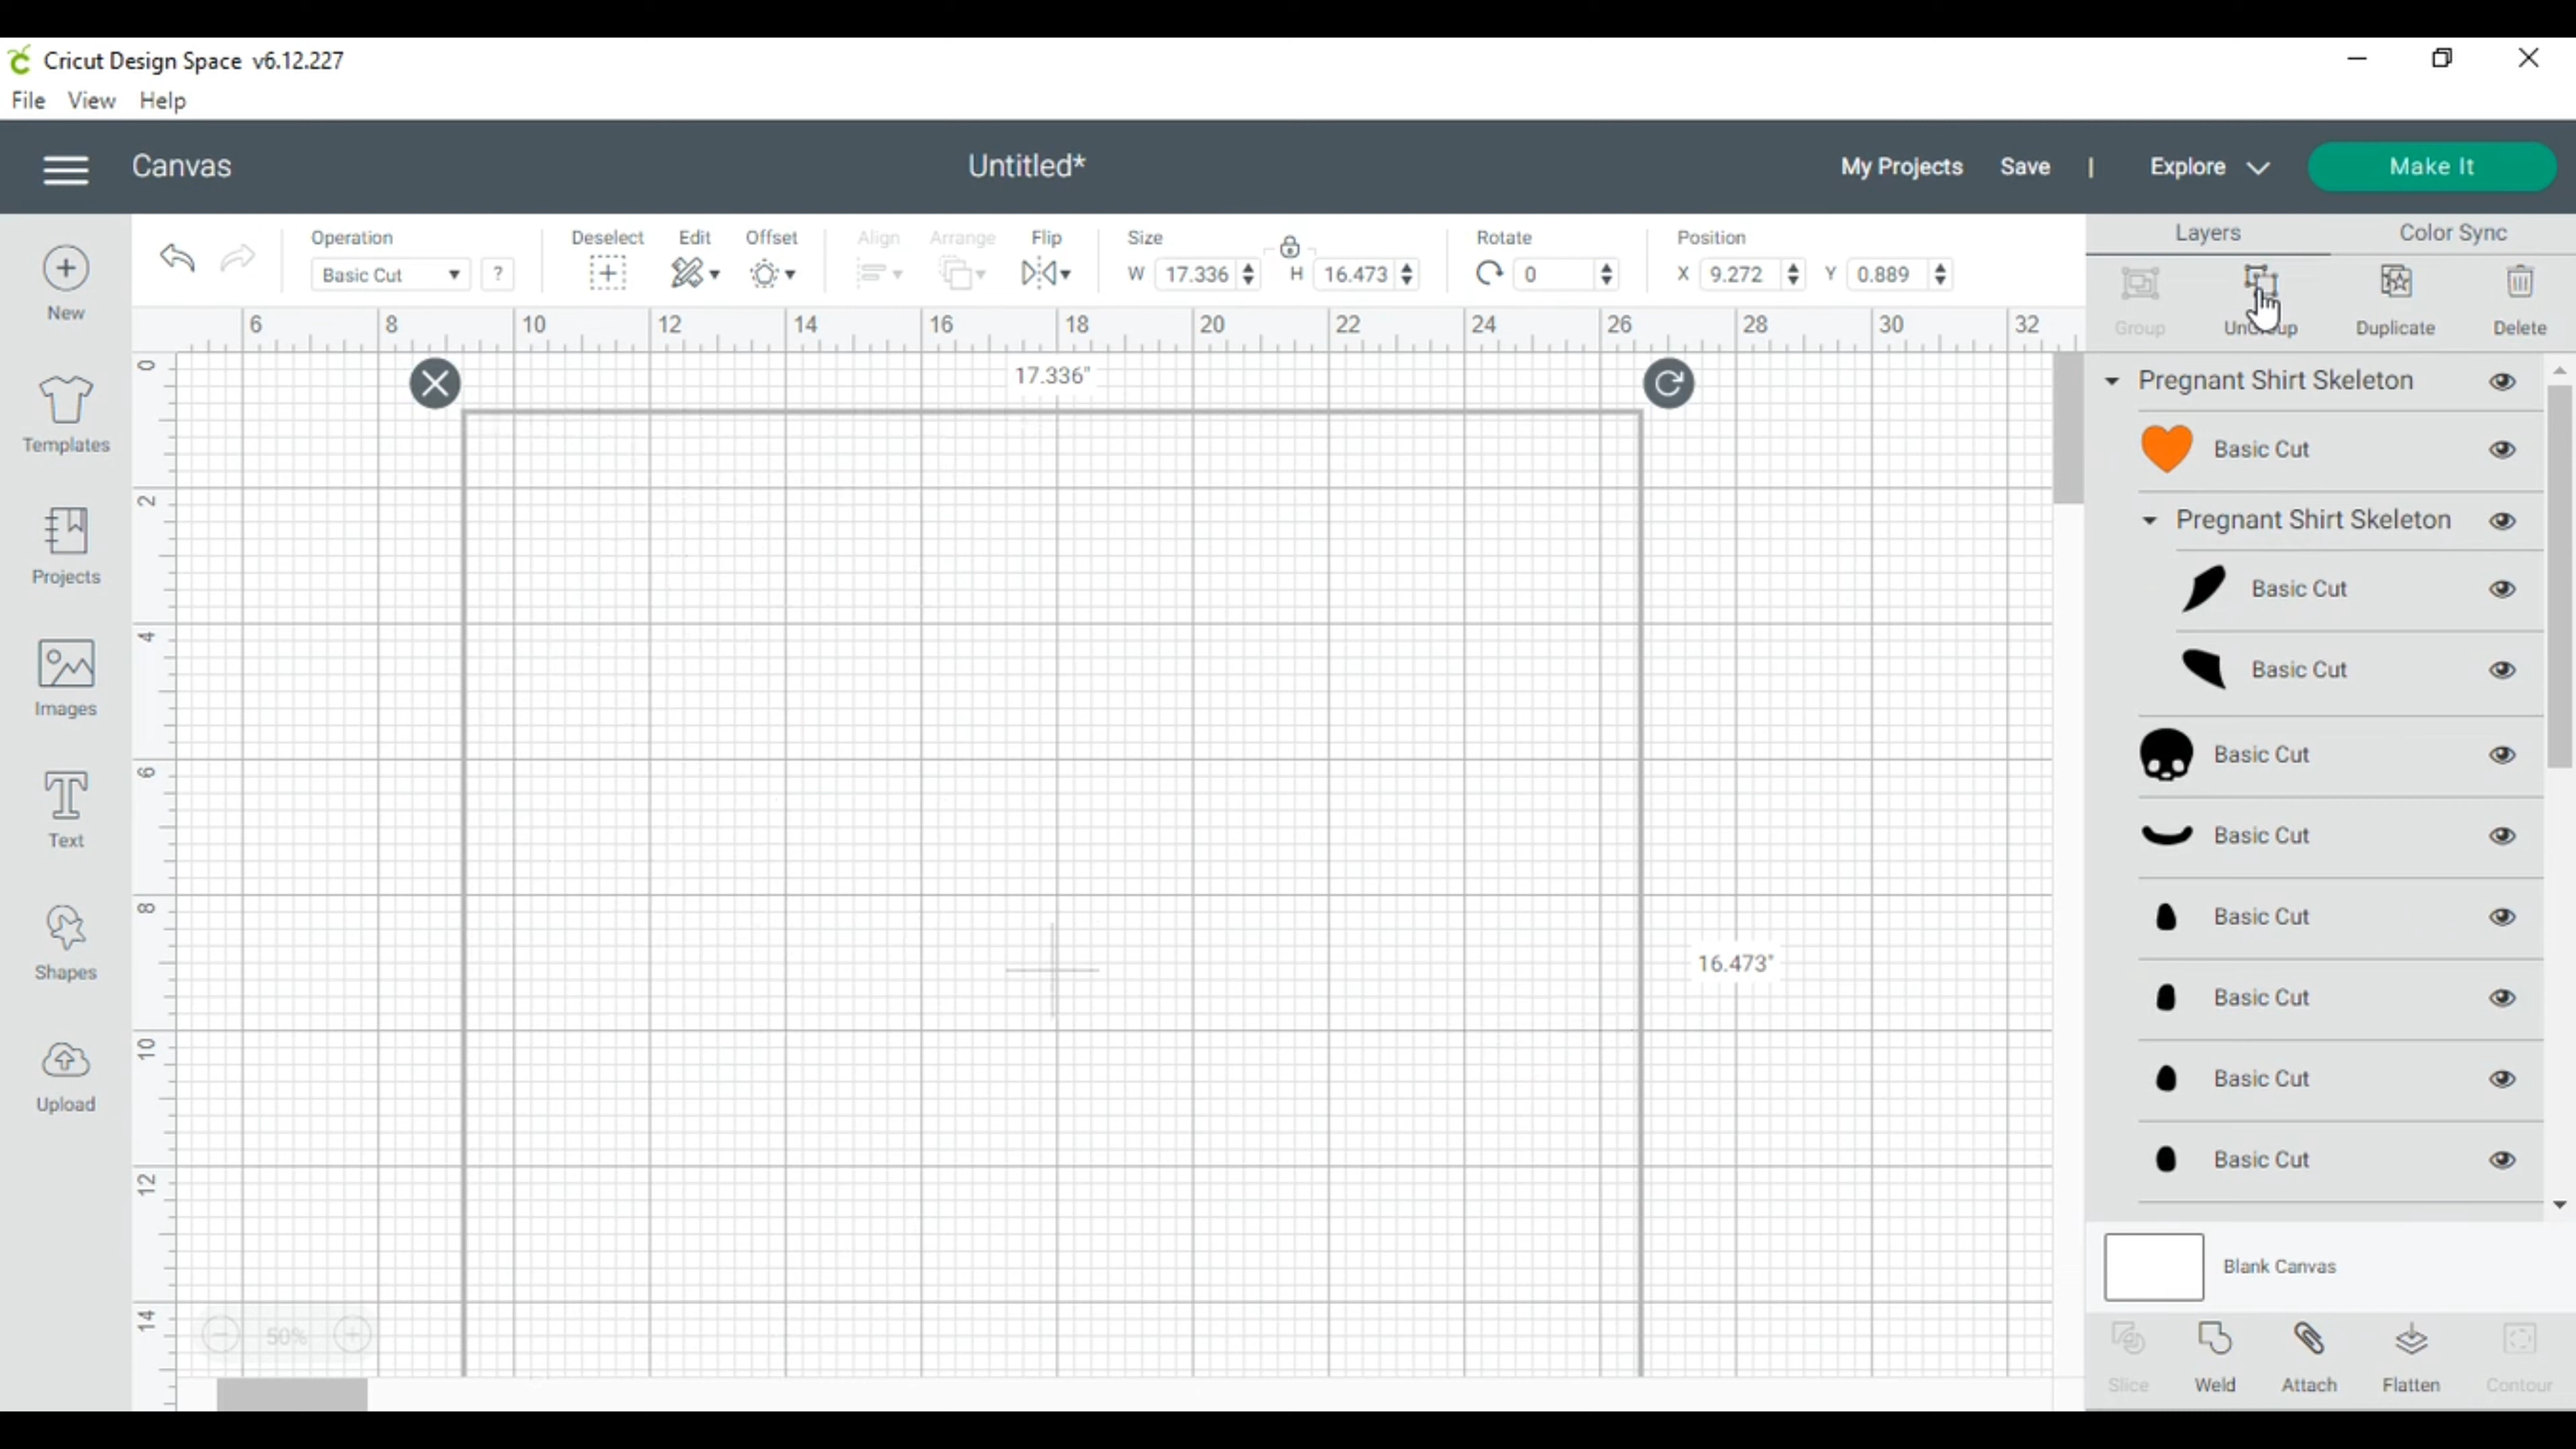 Cricut Design Space v6.12.227
File View Help
Canvas Untitled* My Projects Save | Explore Make It
Operation Deselect Edit Offset Align Arrange Flip Size Rotate Position
Basic Cut ? W 17.336 H 16.473 0 X 9.272 Y 0.889
Layers Color Sync
Group UnGroup Duplicate Delete
6 8 10 12 14 16 18 20 22 24 26 28 30 32
0 2 4 6 8 10 12 14
17.336"
16.473"
50%
New
Templates
Projects
Images
Text
Shapes
Upload
Pregnant Shirt Skeleton
Basic Cut
Pregnant Shirt Skeleton
Basic Cut
Basic Cut
Basic Cut
Basic Cut
Basic Cut
Basic Cut
Basic Cut
Basic Cut
Blank Canvas
Slice Weld Attach Flatten Contour